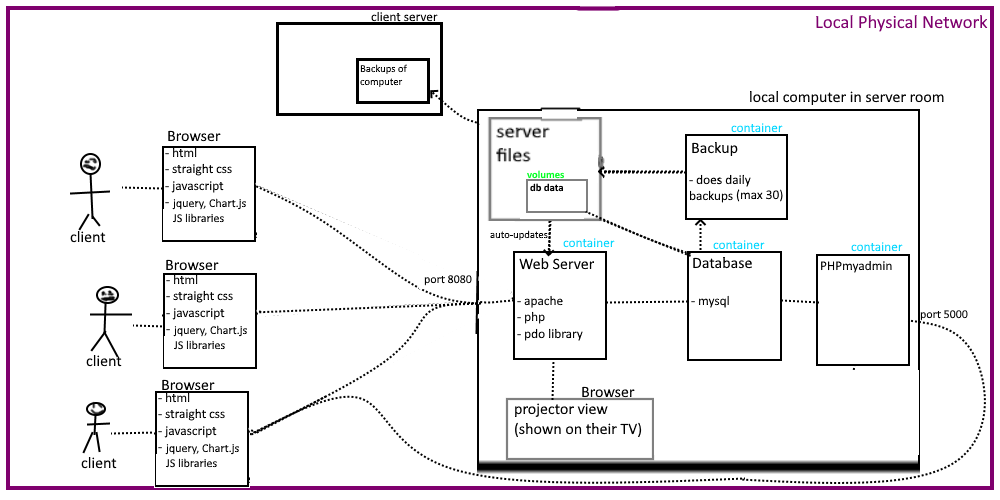 Local Physical Network
client server
Backups of
computer
local computer in server room
server
files
volumes
db data
container
Backup
- does daily
backups (max 30)
auto-updates
container
Web Server
- apache
- php
- pdo library
container
Database
- mysql
container
PHPmyadmin
port 8080
port 5000
Browser
projector view
(shown on their TV)
client
Browser
- html
- straight css
- javascript
- jquery, Chart.js
JS libraries
client
Browser
- html
- straight css
- javascript
- jquery, Chart.js
JS libraries
client
Browser
- html
- straight css
- javascript
- jquery, Chart.js
JS libraries